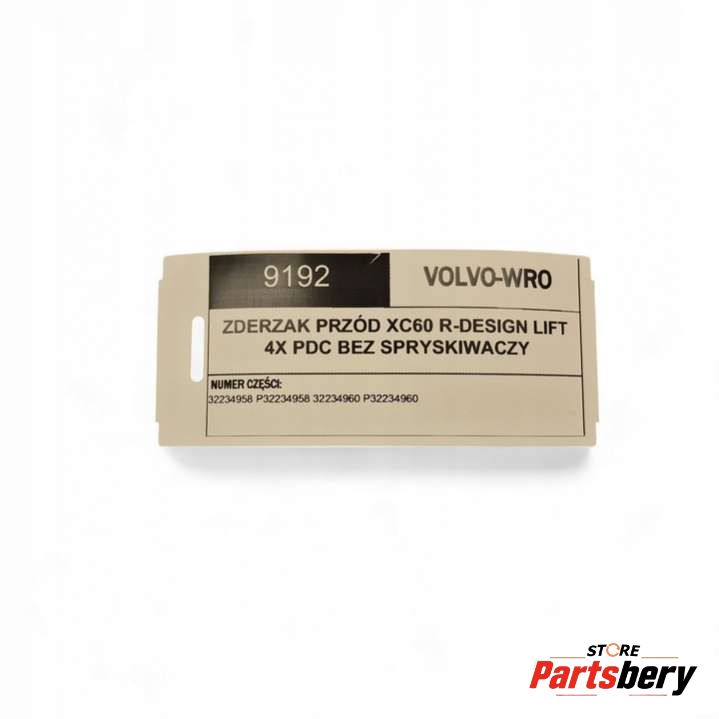 9192
VOLVO-WRO
ZDERZAK PRZÓD XC60 R-DESIGN LIFT
4X PDC BEZ SPRYSKIWACZY
NUMER CZĘŚCI:
32234958 P32234958 32234960 P32234960
STORE
Partsbery